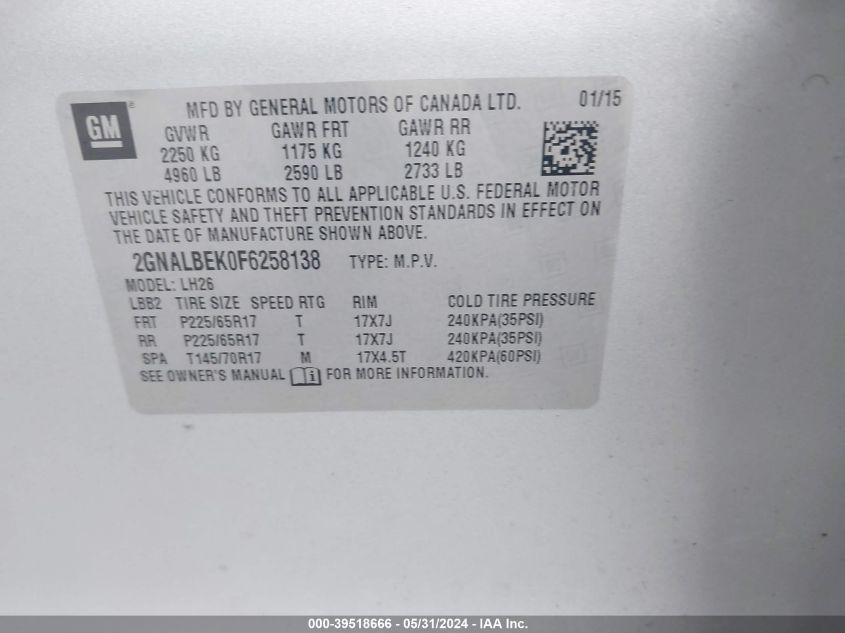 GM ®
MFD BY GENERAL MOTORS OF CANADA LTD. 01/15
GVWR GAWR FRT GAWR RR
2250 KG 1175 KG 1240 KG
4960 LB 2590 LB 2733 LB
THIS VEHICLE CONFORMS TO ALL APPLICABLE U.S. FEDERAL MOTOR
VEHICLE SAFETY AND THEFT PREVENTION STANDARDS IN EFFECT ON
THE DATE OF MANUFACTURE SHOWN ABOVE.
2GNALBEK0F6258138 TYPE: M.P.V.
MODEL: LH26
LBB2 TIRE SIZE SPEED RTG RIM COLD TIRE PRESSURE
FRT P225/65R17 T 17X7J 240KPA(35PSI)
RR P225/65R17 T 17X7J 240KPA(35PSI)
SPA T145/70R17 M 17X4.5T 420KPA(60PSI)
SEE OWNER'S MANUAL i FOR MORE INFORMATION.
000-39518666 - 05/31/2024 - IAA Inc.